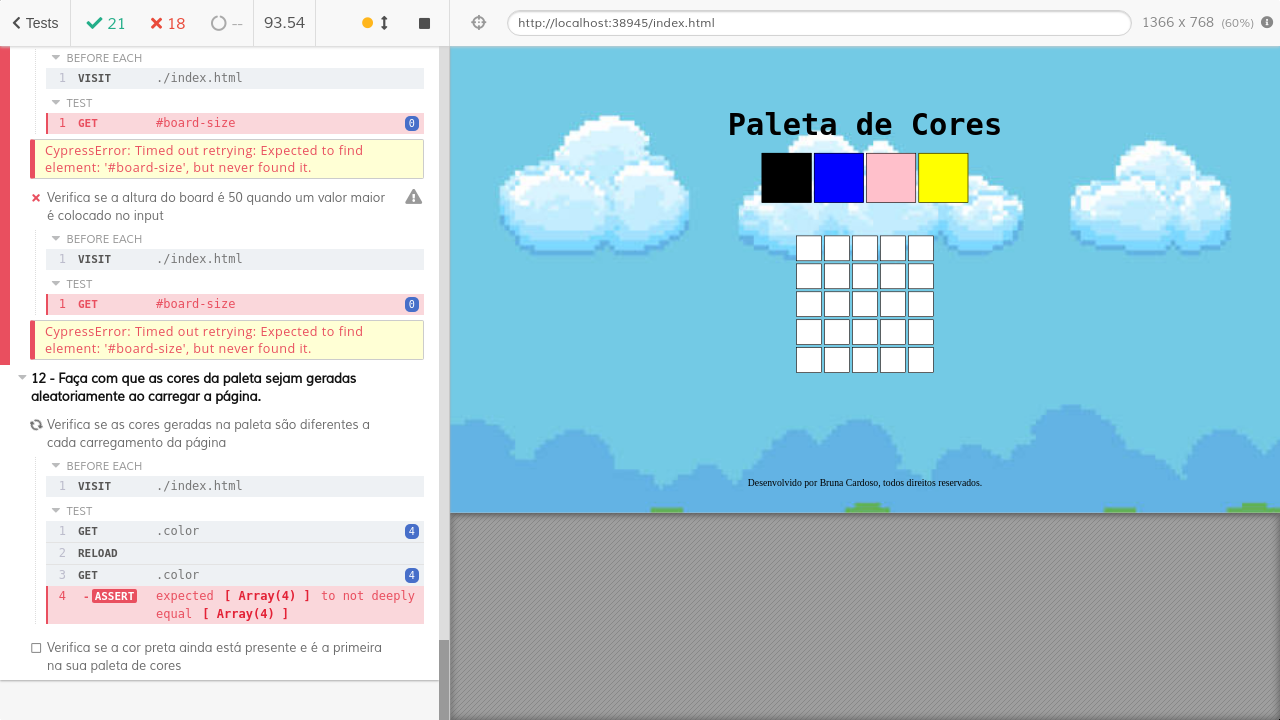 Tests 21 18 -- 93.54
http://localhost:38945/index.html 1366 x 768 (60%)
BEFORE EACH
1 VISIT ./index.html
TEST
1 GET #board-size 0
CypressError: Timed out retrying: Expected to find
element: '#board-size', but never found it.
Verifica se a altura do board é 50 quando um valor maior
é colocado no input
BEFORE EACH
1 VISIT ./index.html
TEST
1 GET #board-size 0
CypressError: Timed out retrying: Expected to find
element: '#board-size', but never found it.
12 - Faça com que as cores da paleta sejam geradas
aleatoriamente ao carregar a página.
Verifica se as cores geradas na paleta são diferentes a
cada carregamento da página
BEFORE EACH
1 VISIT ./index.html
TEST
1 GET .color 4
2 RELOAD
3 GET .color 4
4 -ASSERT expected [ Array(4) ] to not deeply
equal [ Array(4) ]
Verifica se a cor preta ainda está presente e é a primeira
na sua paleta de cores
Paleta de Cores
Desenvolvido por Bruna Cardoso, todos direitos reservados.